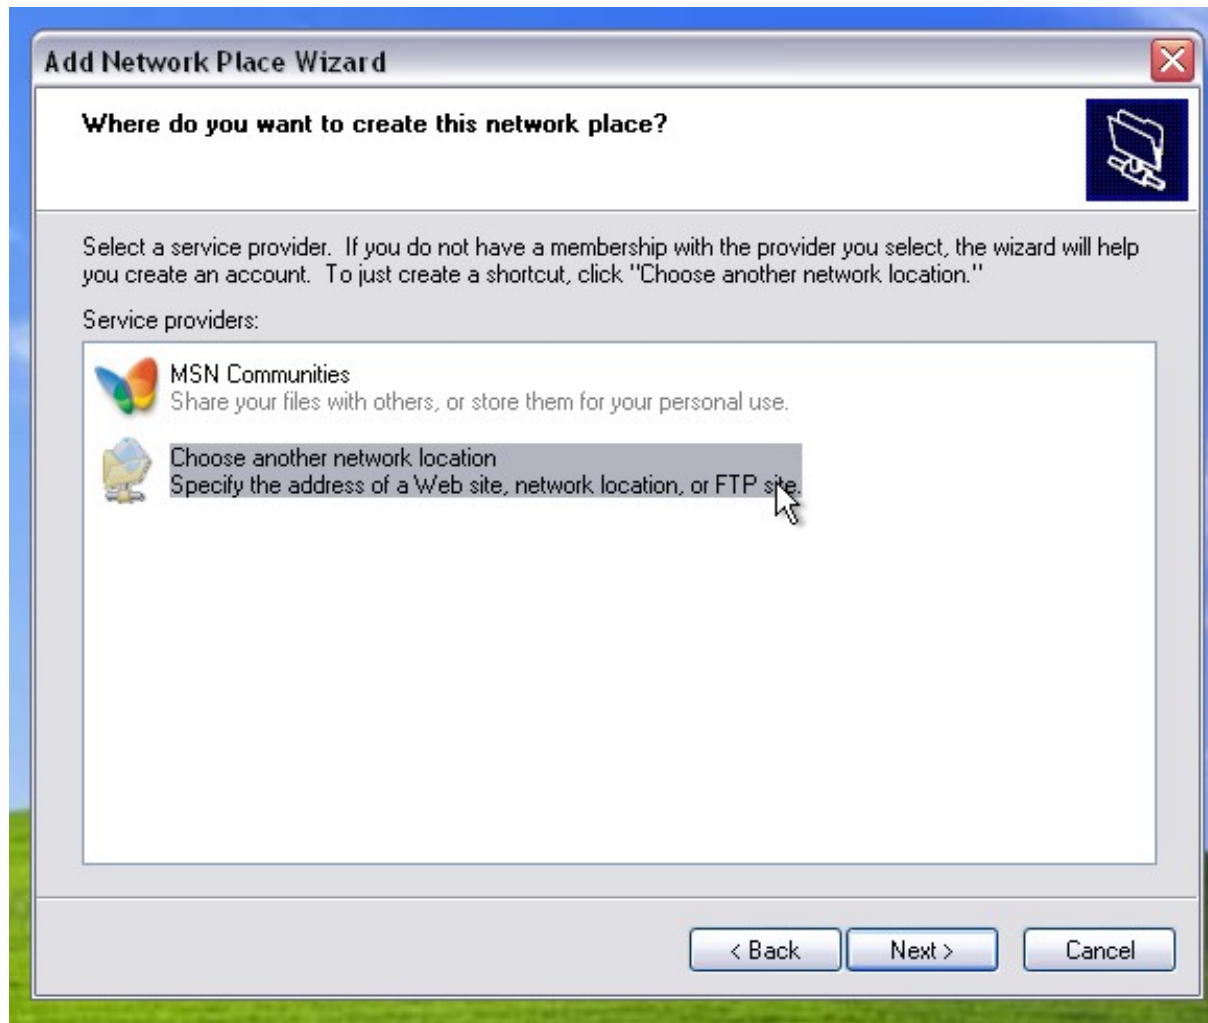 Add Network Place Wizard
Where do you want to create this network place?
Select a service provider. If you do not have a membership with the provider you select, the wizard will help
you create an account. To just create a shortcut, click "Choose another network location."
Service providers:
MSN Communities
Share your files with others, or store them for your personal use.
Choose another network location
Specify the address of a Web site, network location, or FTP site.
< Back
Next >
Cancel